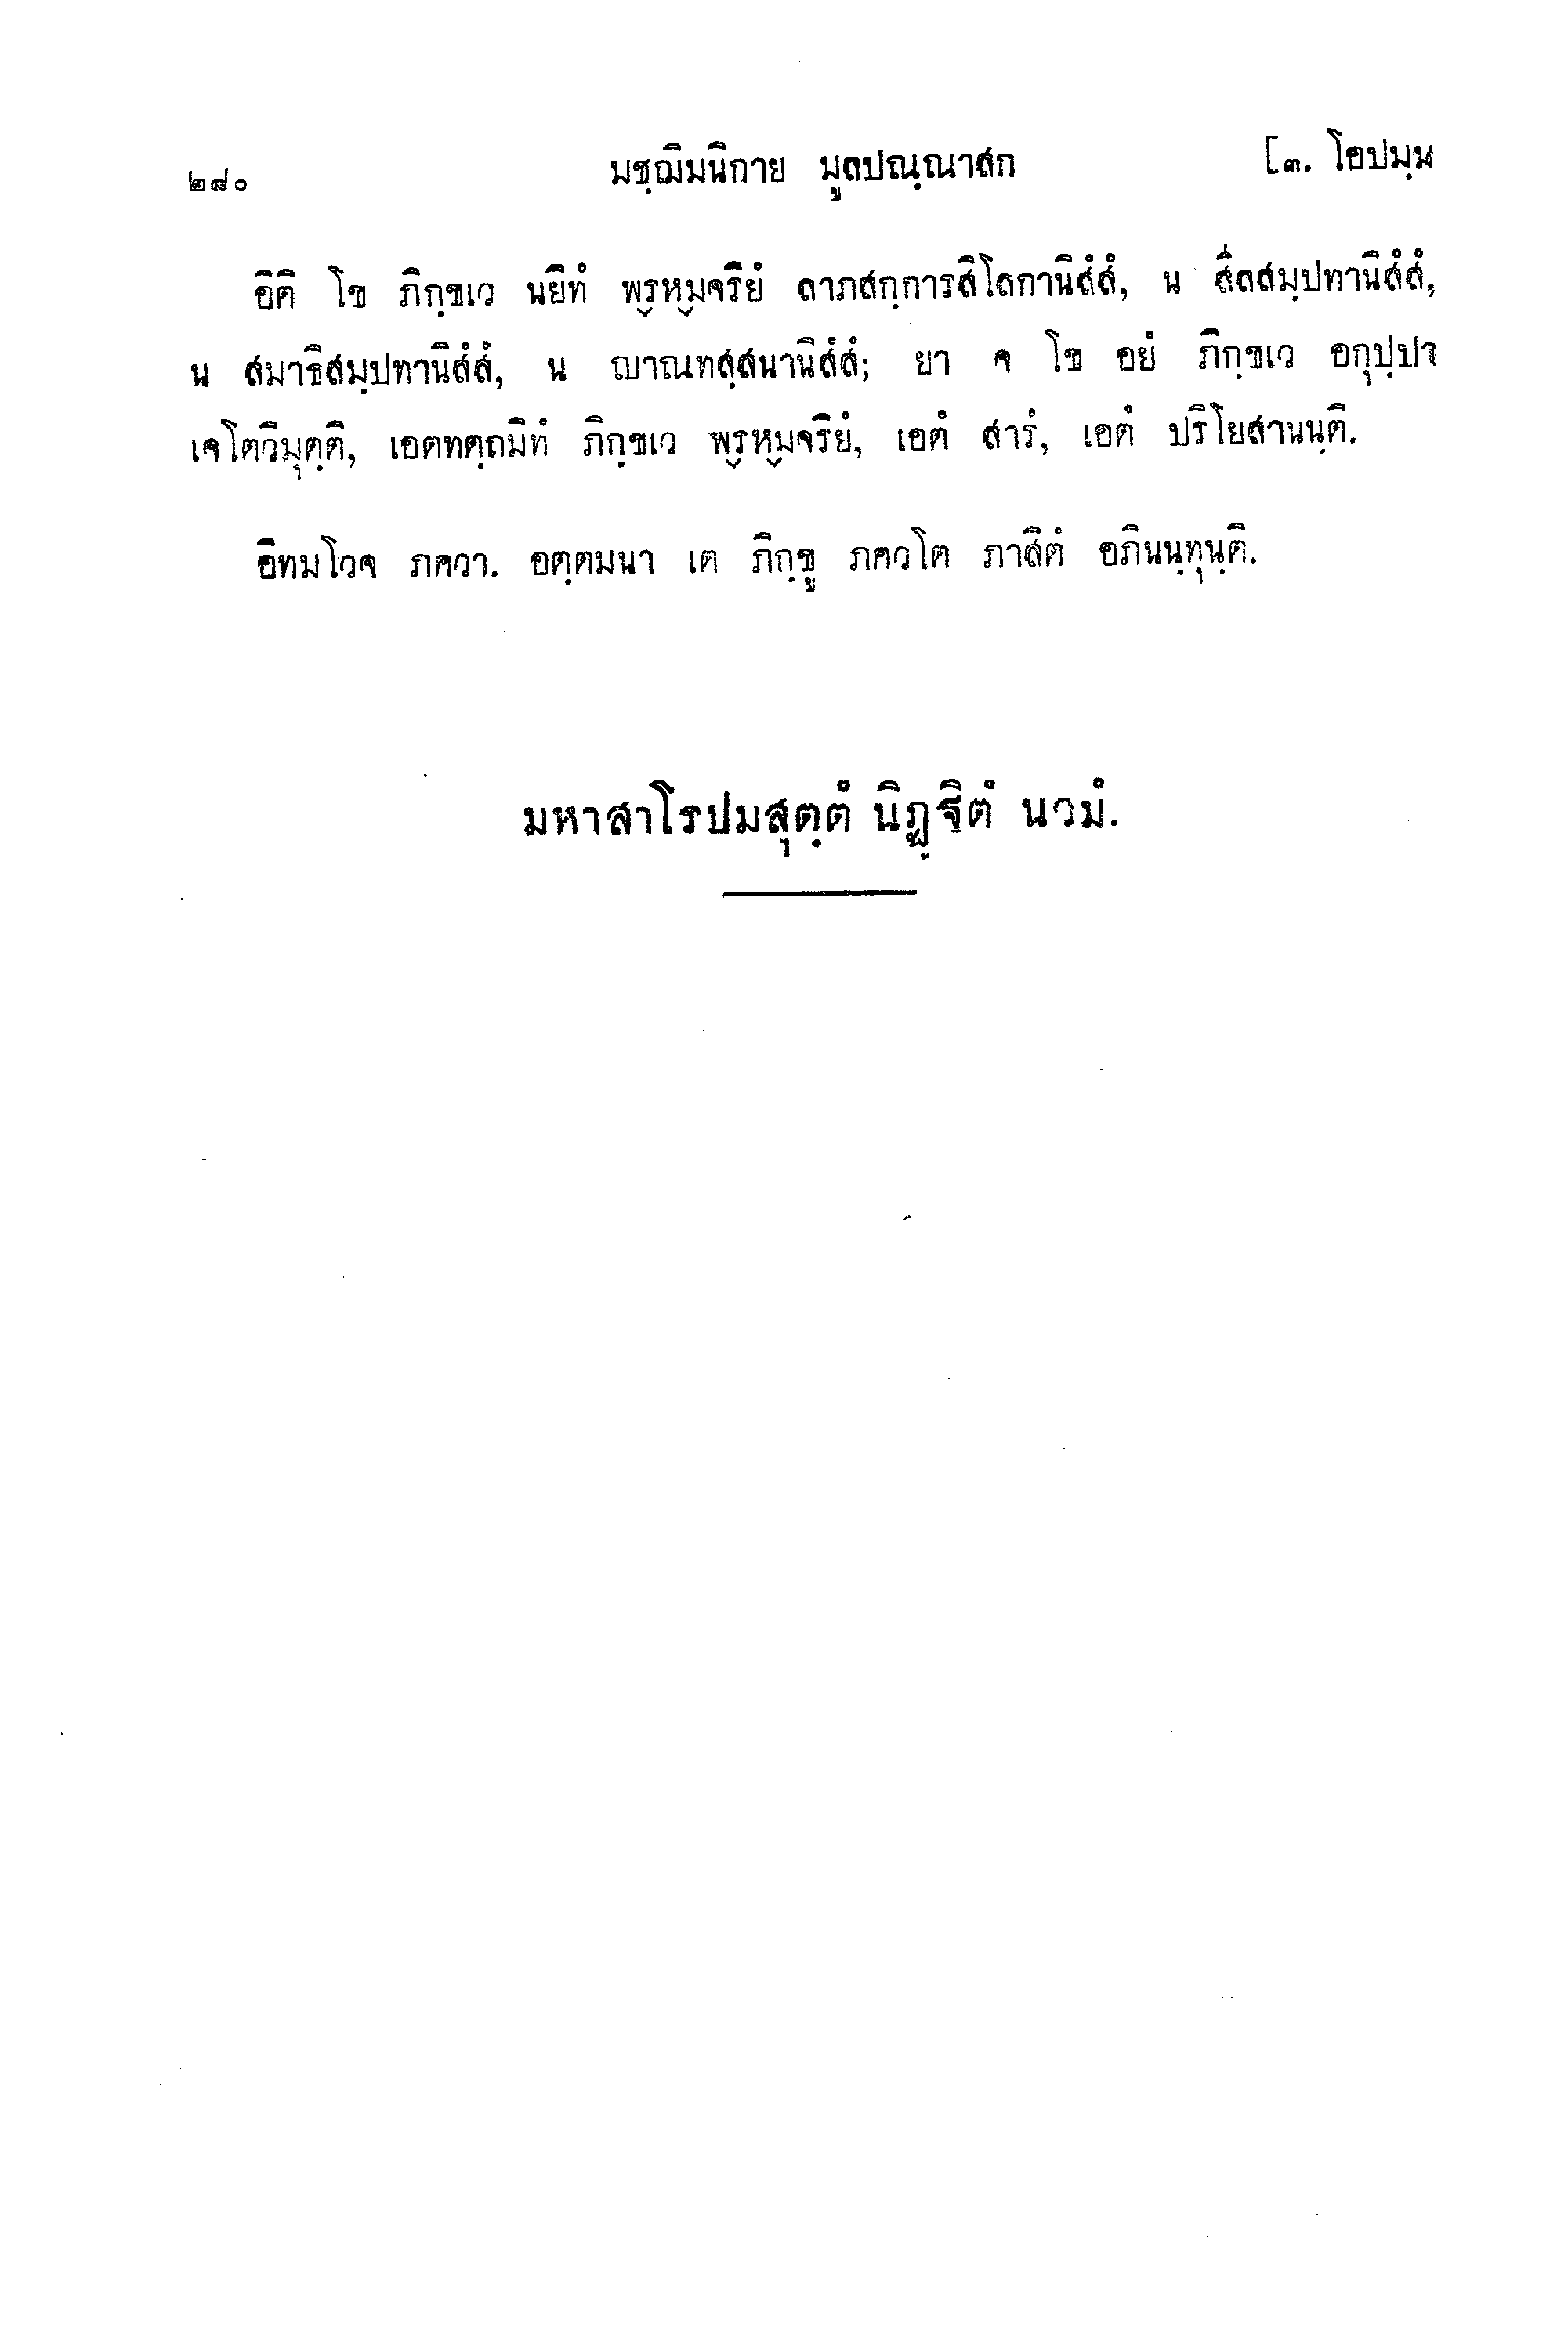 ๒๘๐ มชฺฌิมนิกาย มูลปณฺณาสก [๓. โอปมฺม
อิติ โข ภิกฺขเว นยิทํ พฺรหฺมจริยํ ลาภสกฺการสิโลกานิสํสํ, น สีลสมฺปทานิสํสํ,
น สมาธิสมฺปทานิสํสํ, น ญาณทสฺสนานิสํสํ; ยา จ โข อยํ ภิกฺขเว อกุปฺปา
เจโตวิมุตฺติ, เอตทตฺถมิทํ ภิกฺขเว พฺรหฺมจริยํ, เอตํ สารํ, เอตํ ปริโยสานนฺติ.
อิทมโวจ ภควา. อตฺตมนา เต ภิกฺขู ภควโต ภาสิตํ อภินนฺทุนฺติ.
มหาสาโรปมสุตฺตํ นิฏฺฐิตํ นวมํ.